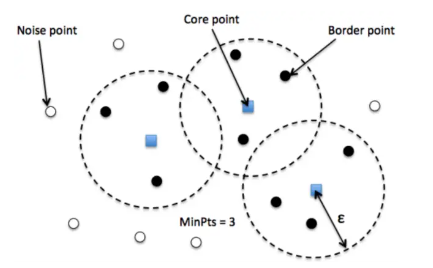 Core point
Noise point
Border point
MinPts = 3
ε